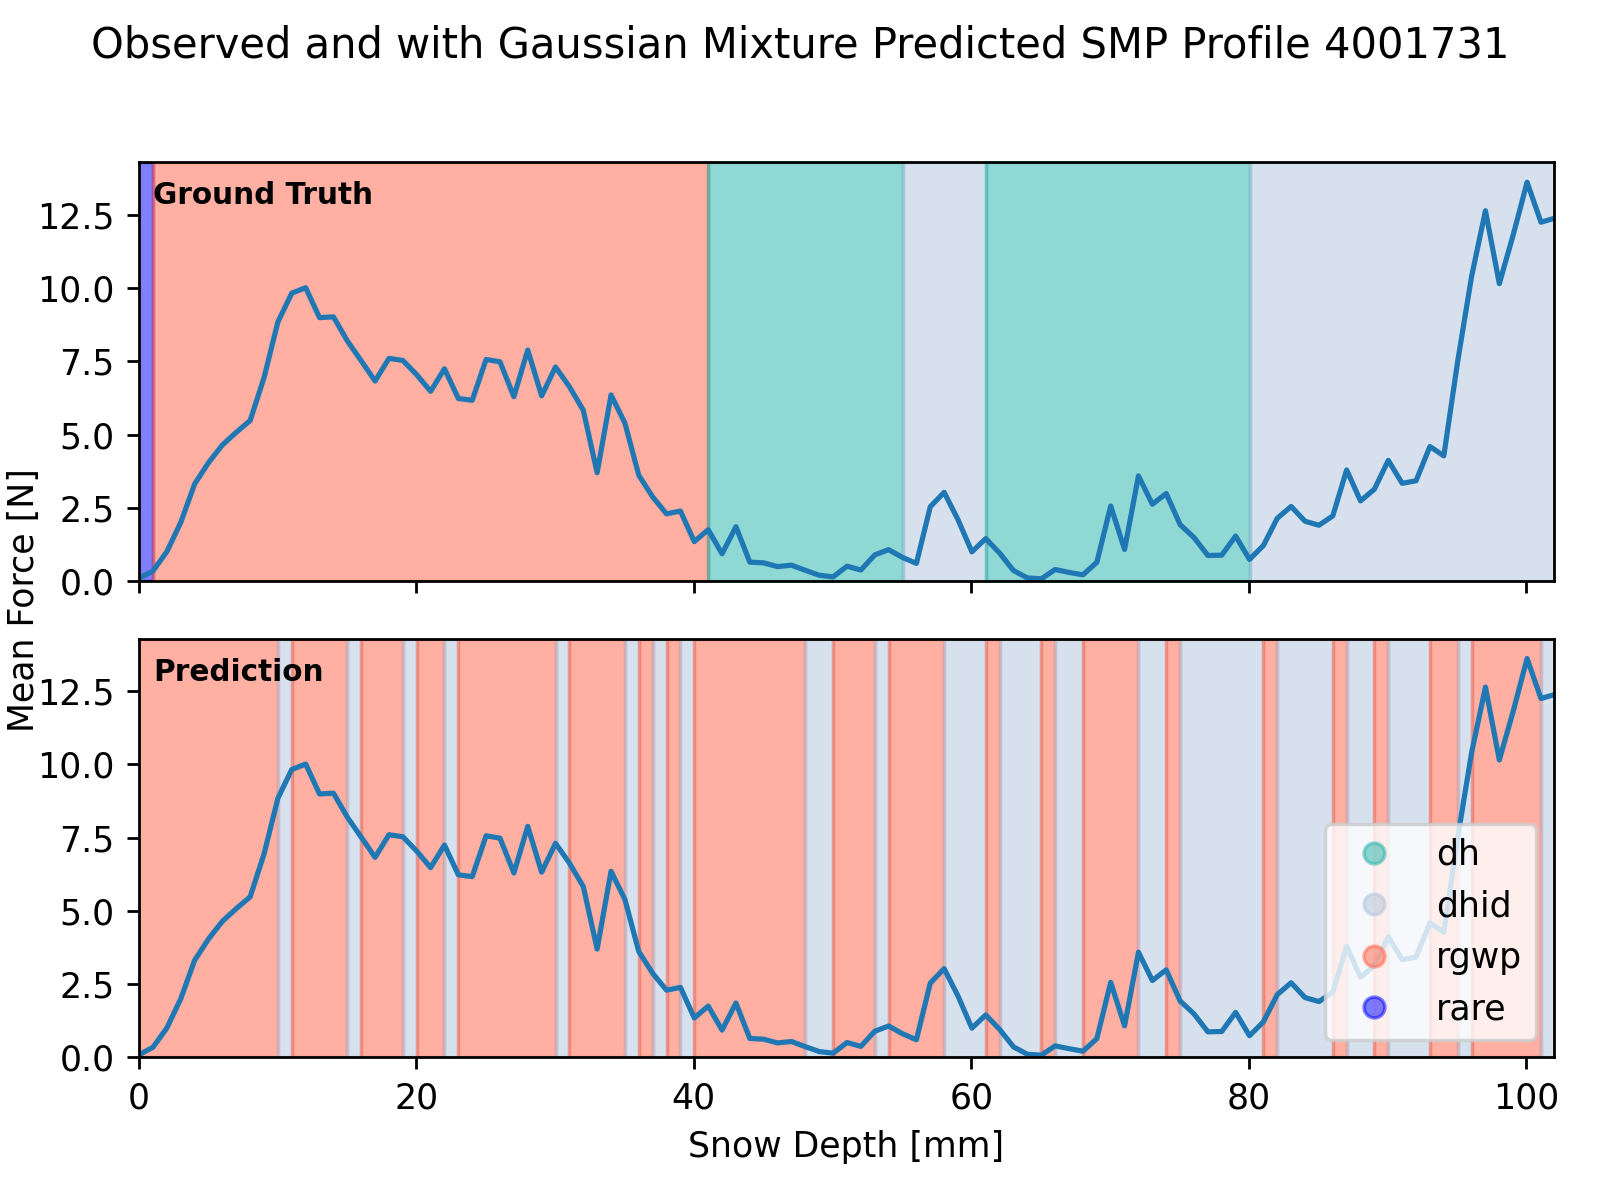 Observed and with Gaussian Mixture Predicted SMP Profile 4001731
Ground Truth
12.5
10.0
7.5
5.0
2.5
0.0
Mean Force [N]
Prediction
12.5
10.0
7.5
5.0
2.5
0.0
dh
dhid
rgwp
rare
0 20 40 60 80 100
Snow Depth [mm]